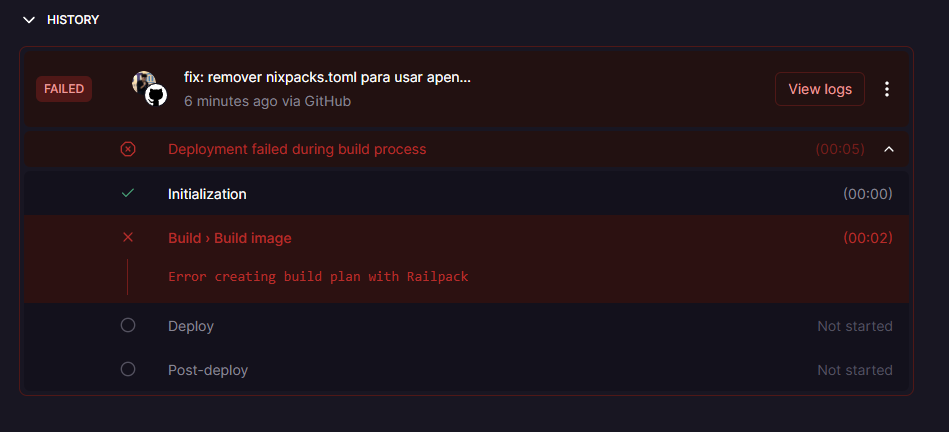 HISTORY
FAILED
fix: remover nixpacks.toml para usar apen...
6 minutes ago via GitHub
View logs
Deployment failed during build process
(00:05)
Initialization
(00:00)
Build › Build image
(00:02)
Error creating build plan with Railpack
Deploy
Not started
Post-deploy
Not started